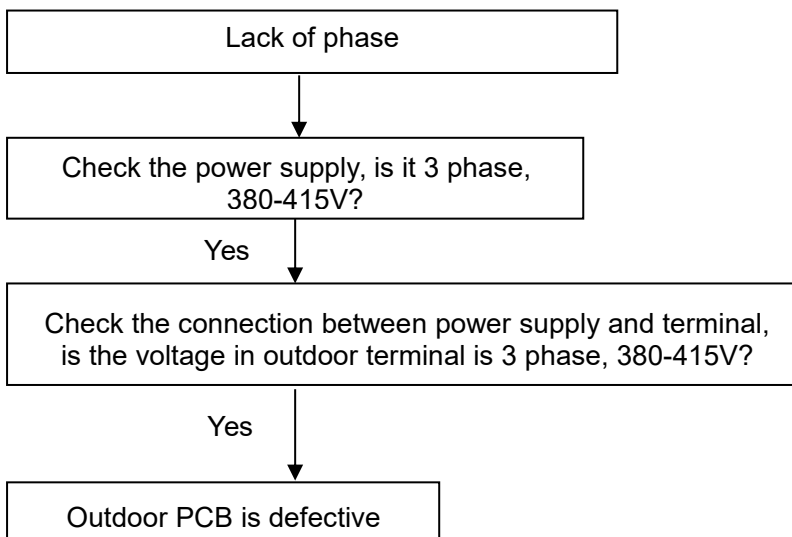 Lack of phase
Check the power supply, is it 3 phase,
380-415V?
Yes
Check the connection between power supply and terminal,
is the voltage in outdoor terminal is 3 phase, 380-415V?
Yes
Outdoor PCB is defective